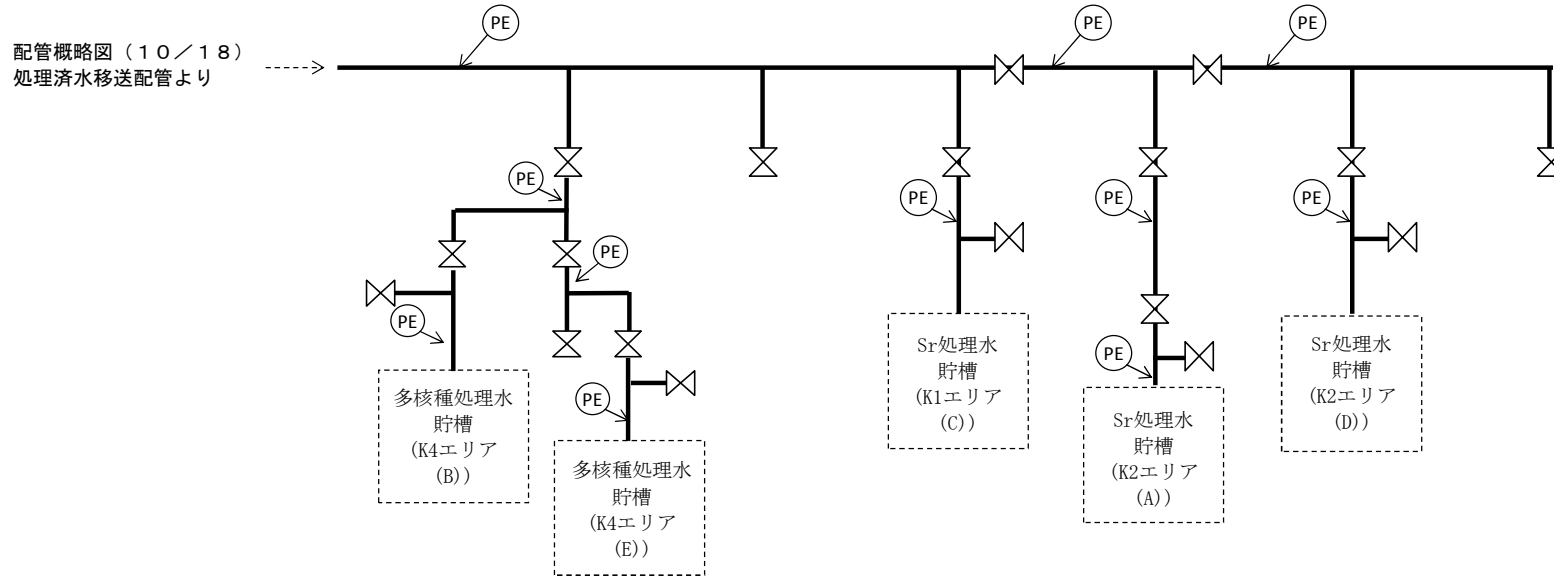 PE
PE
PE
配管概略図（１０／１８）
処理済水移送配管より
PE
PE
PE
PE
PE
PE
PE
PE
Sr処理水
貯槽
(K1エリア
(C))
Sr処理水
貯槽
(K2エリア
(D))
多核種処理水
貯槽
(K4エリア
(B))
PE
Sr処理水
貯槽
(K2エリア
(A))
多核種処理水
貯槽
(K4エリア
(E))